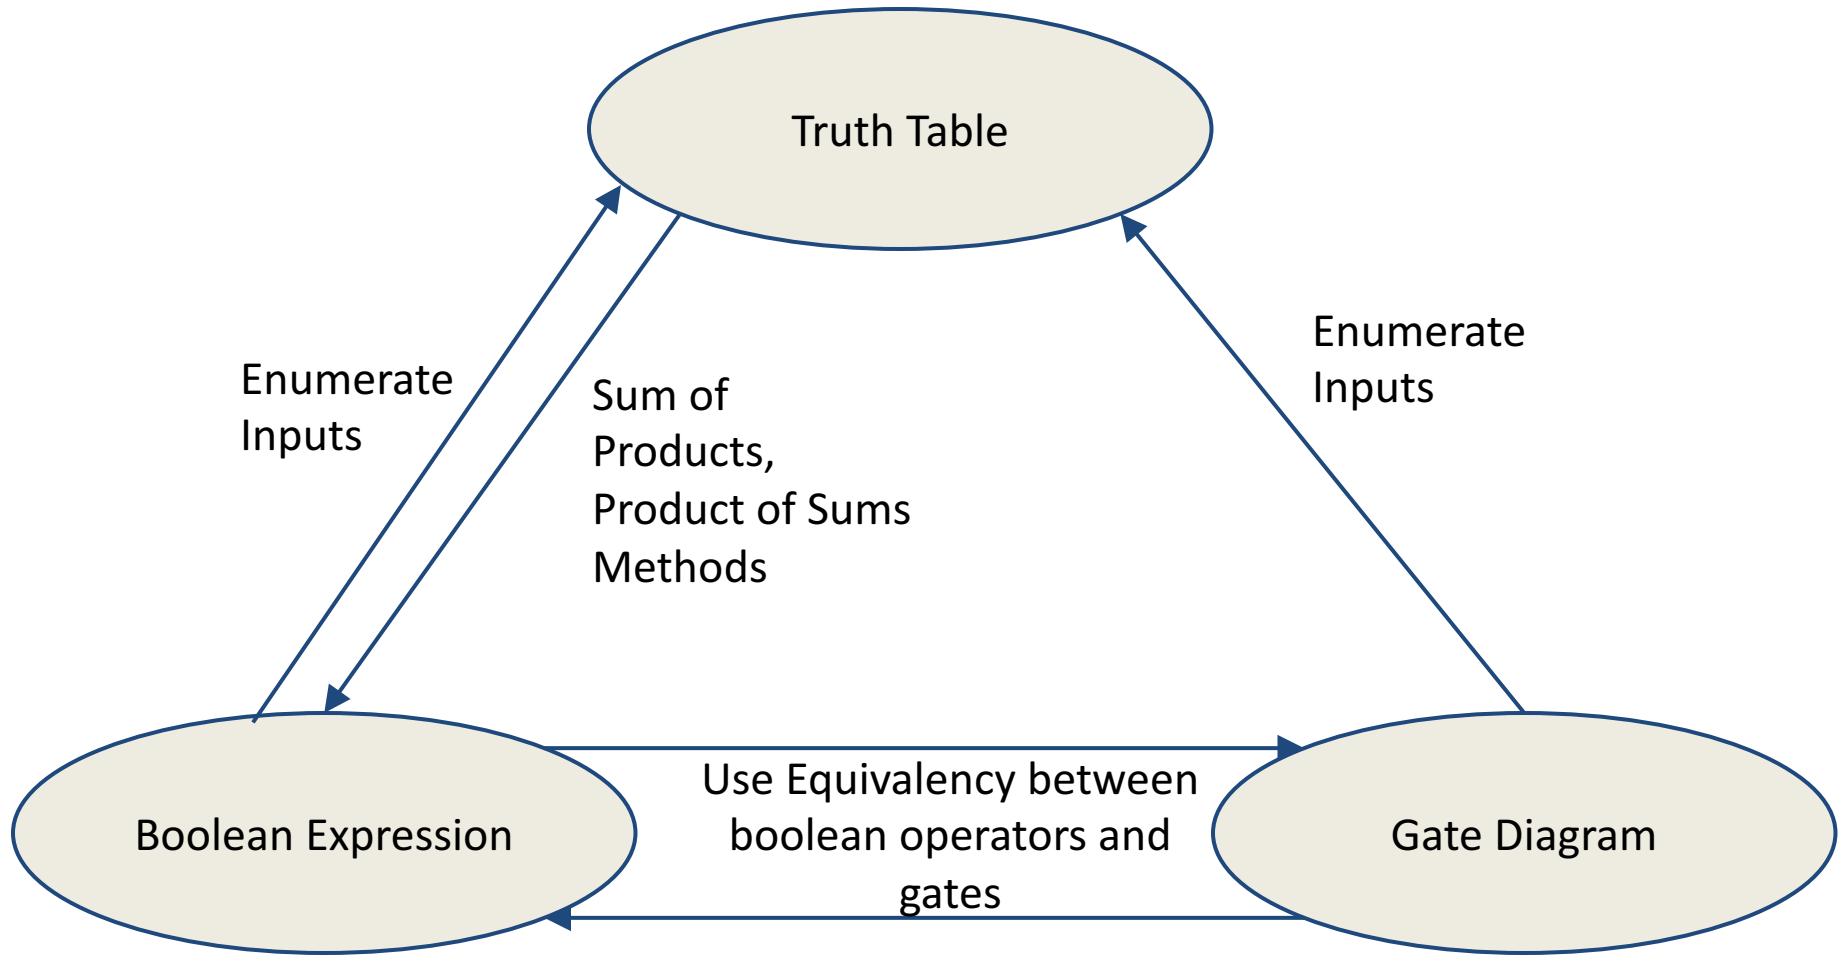 Truth Table
Enumerate
Inputs
Sum of
Products,
Product of Sums
Methods
Enumerate
Inputs
Boolean Expression
Use Equivalency between
boolean operators and
gates
Gate Diagram